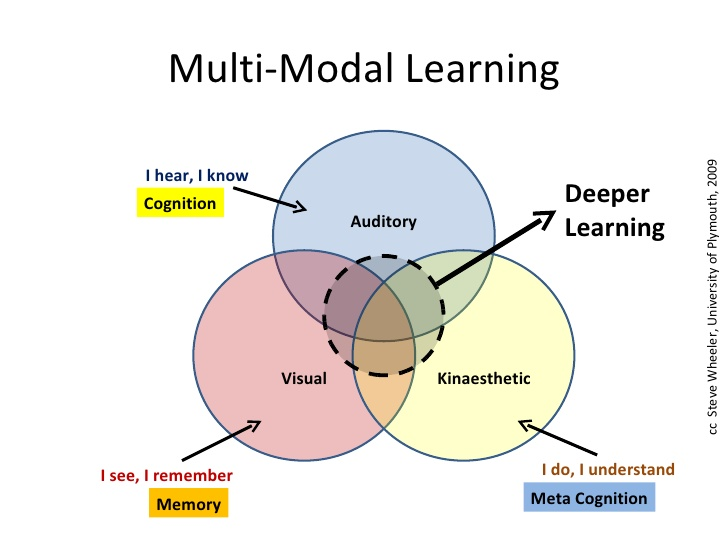 Multi-Modal Learning
I hear, I know
Cognition
Auditory
Deeper
Learning
Visual
Kinaesthetic
I see, I remember
Memory
I do, I understand
Meta Cognition
cc Steve Wheeler, University of Plymouth, 2009